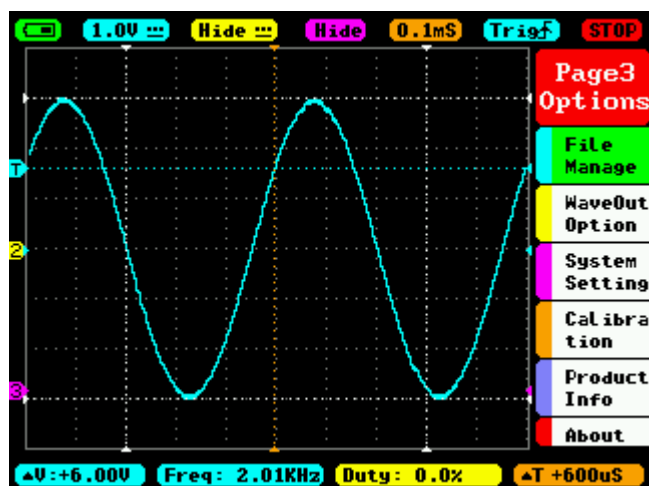 1.0V Hide Hide 0.1mS Trig STOP
Page3
Options
File
Manage
T
WaveOut
Option
2
System
Setting
Calibra
tion
Product
Info
3
About
▲V:+6.00V Freq: 2.01KHz Duty: 0.0% ▲T +600uS